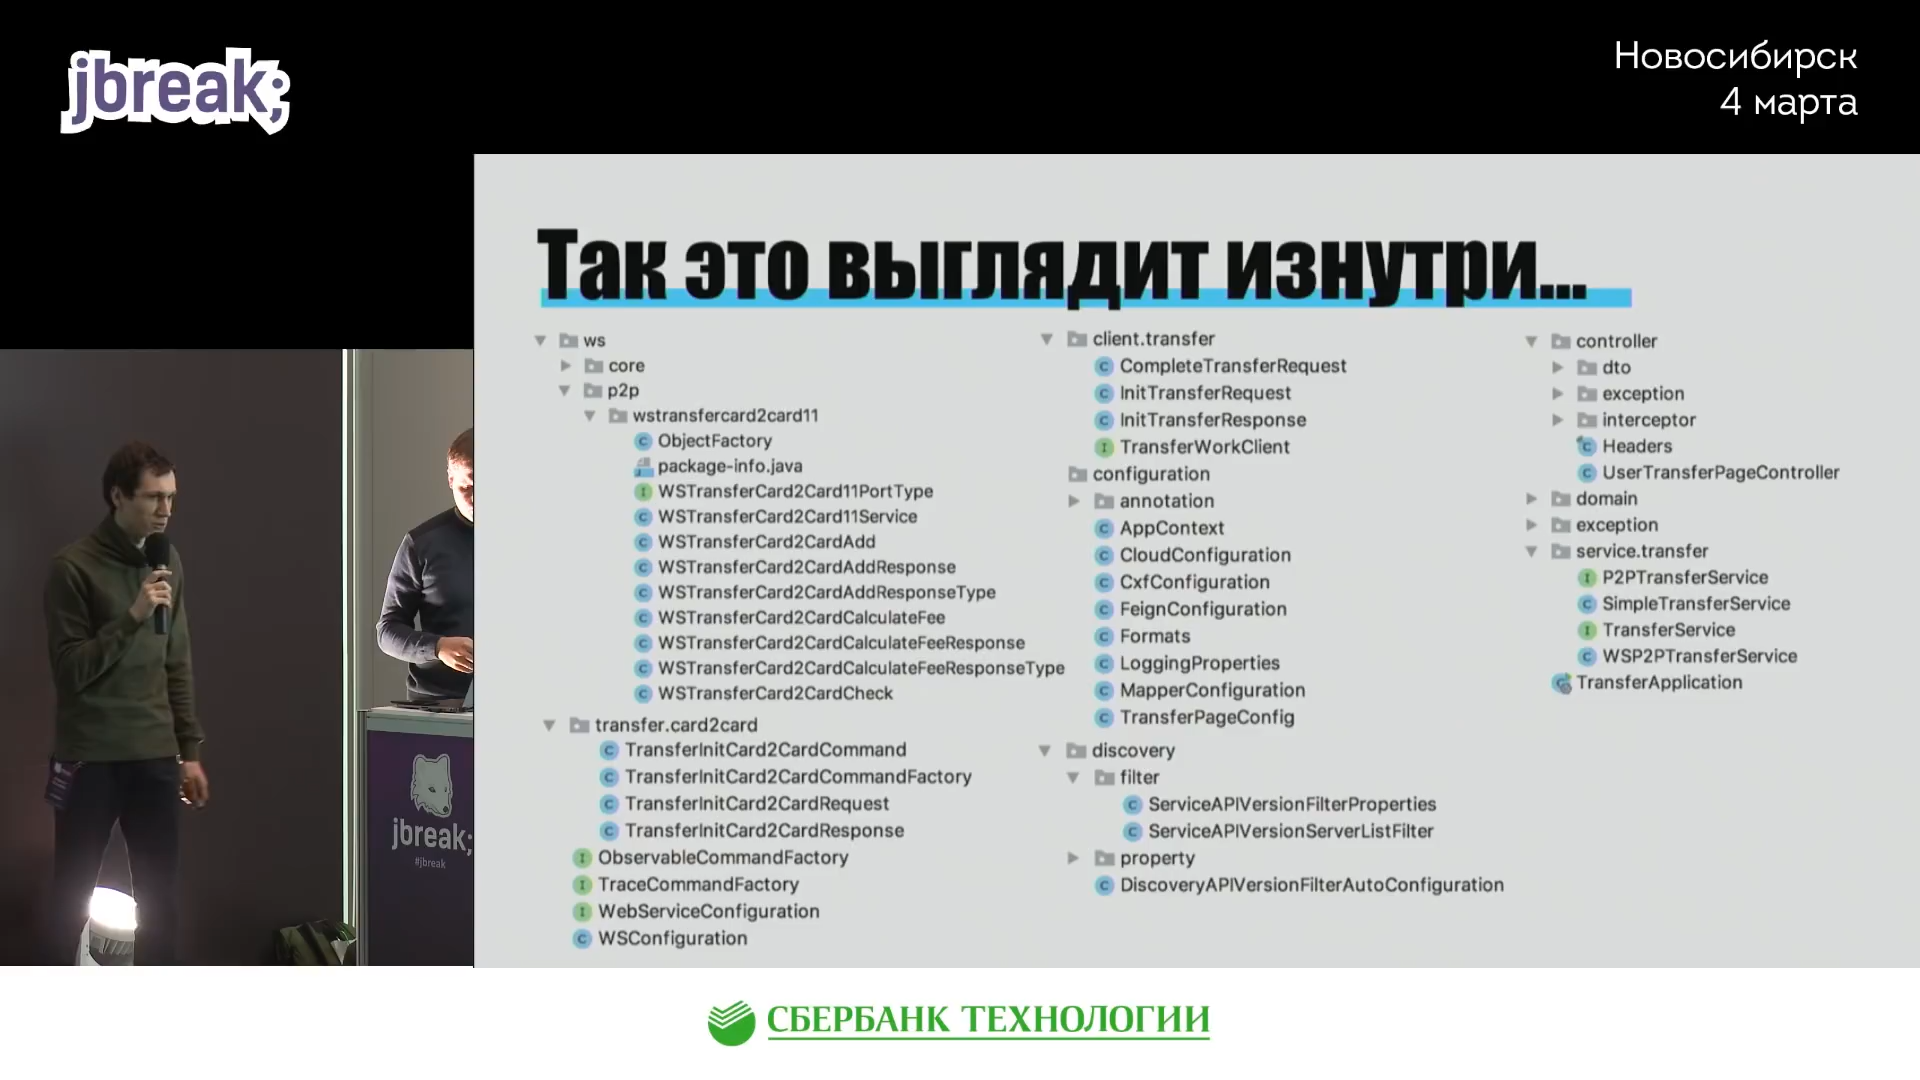 jbreak;
Новосибирск
4 марта
Так это выглядит изнутри...
ws
core
p2p
wstransfercard2card11
ObjectFactory
package-info.java
WSTransferCard2Card11PortType
WSTransferCard2Card11Service
WSTransferCard2CardAdd
WSTransferCard2CardAddResponse
WSTransferCard2CardAddResponseType
WSTransferCard2CardCalculateFee
WSTransferCard2CardCalculateFeeResponse
WSTransferCard2CardCalculateFeeResponseType
WSTransferCard2CardCheck
transfer.card2card
TransferInitCard2CardCommand
TransferInitCard2CardCommandFactory
TransferInitCard2CardRequest
TransferInitCard2CardResponse
ObservableCommandFactory
TraceCommandFactory
WebServiceConfiguration
WSConfiguration
client.transfer
CompleteTransferRequest
InitTransferRequest
InitTransferResponse
TransferWorkClient
configuration
annotation
AppContext
CloudConfiguration
CxfConfiguration
FeignConfiguration
Formats
LoggingProperties
MapperConfiguration
TransferPageConfig
discovery
filter
ServiceAPIVersionFilterProperties
ServiceAPIVersionServerListFilter
property
DiscoveryAPIVersionFilterAutoConfiguration
controller
dto
exception
interceptor
Headers
UserTransferPageController
domain
exception
service.transfer
P2PTransferService
SimpleTransferService
TransferService
WSP2PTransferService
TransferApplication
jbreak;
#jbreak
СБЕРБАНК ТЕХНОЛОГИИ